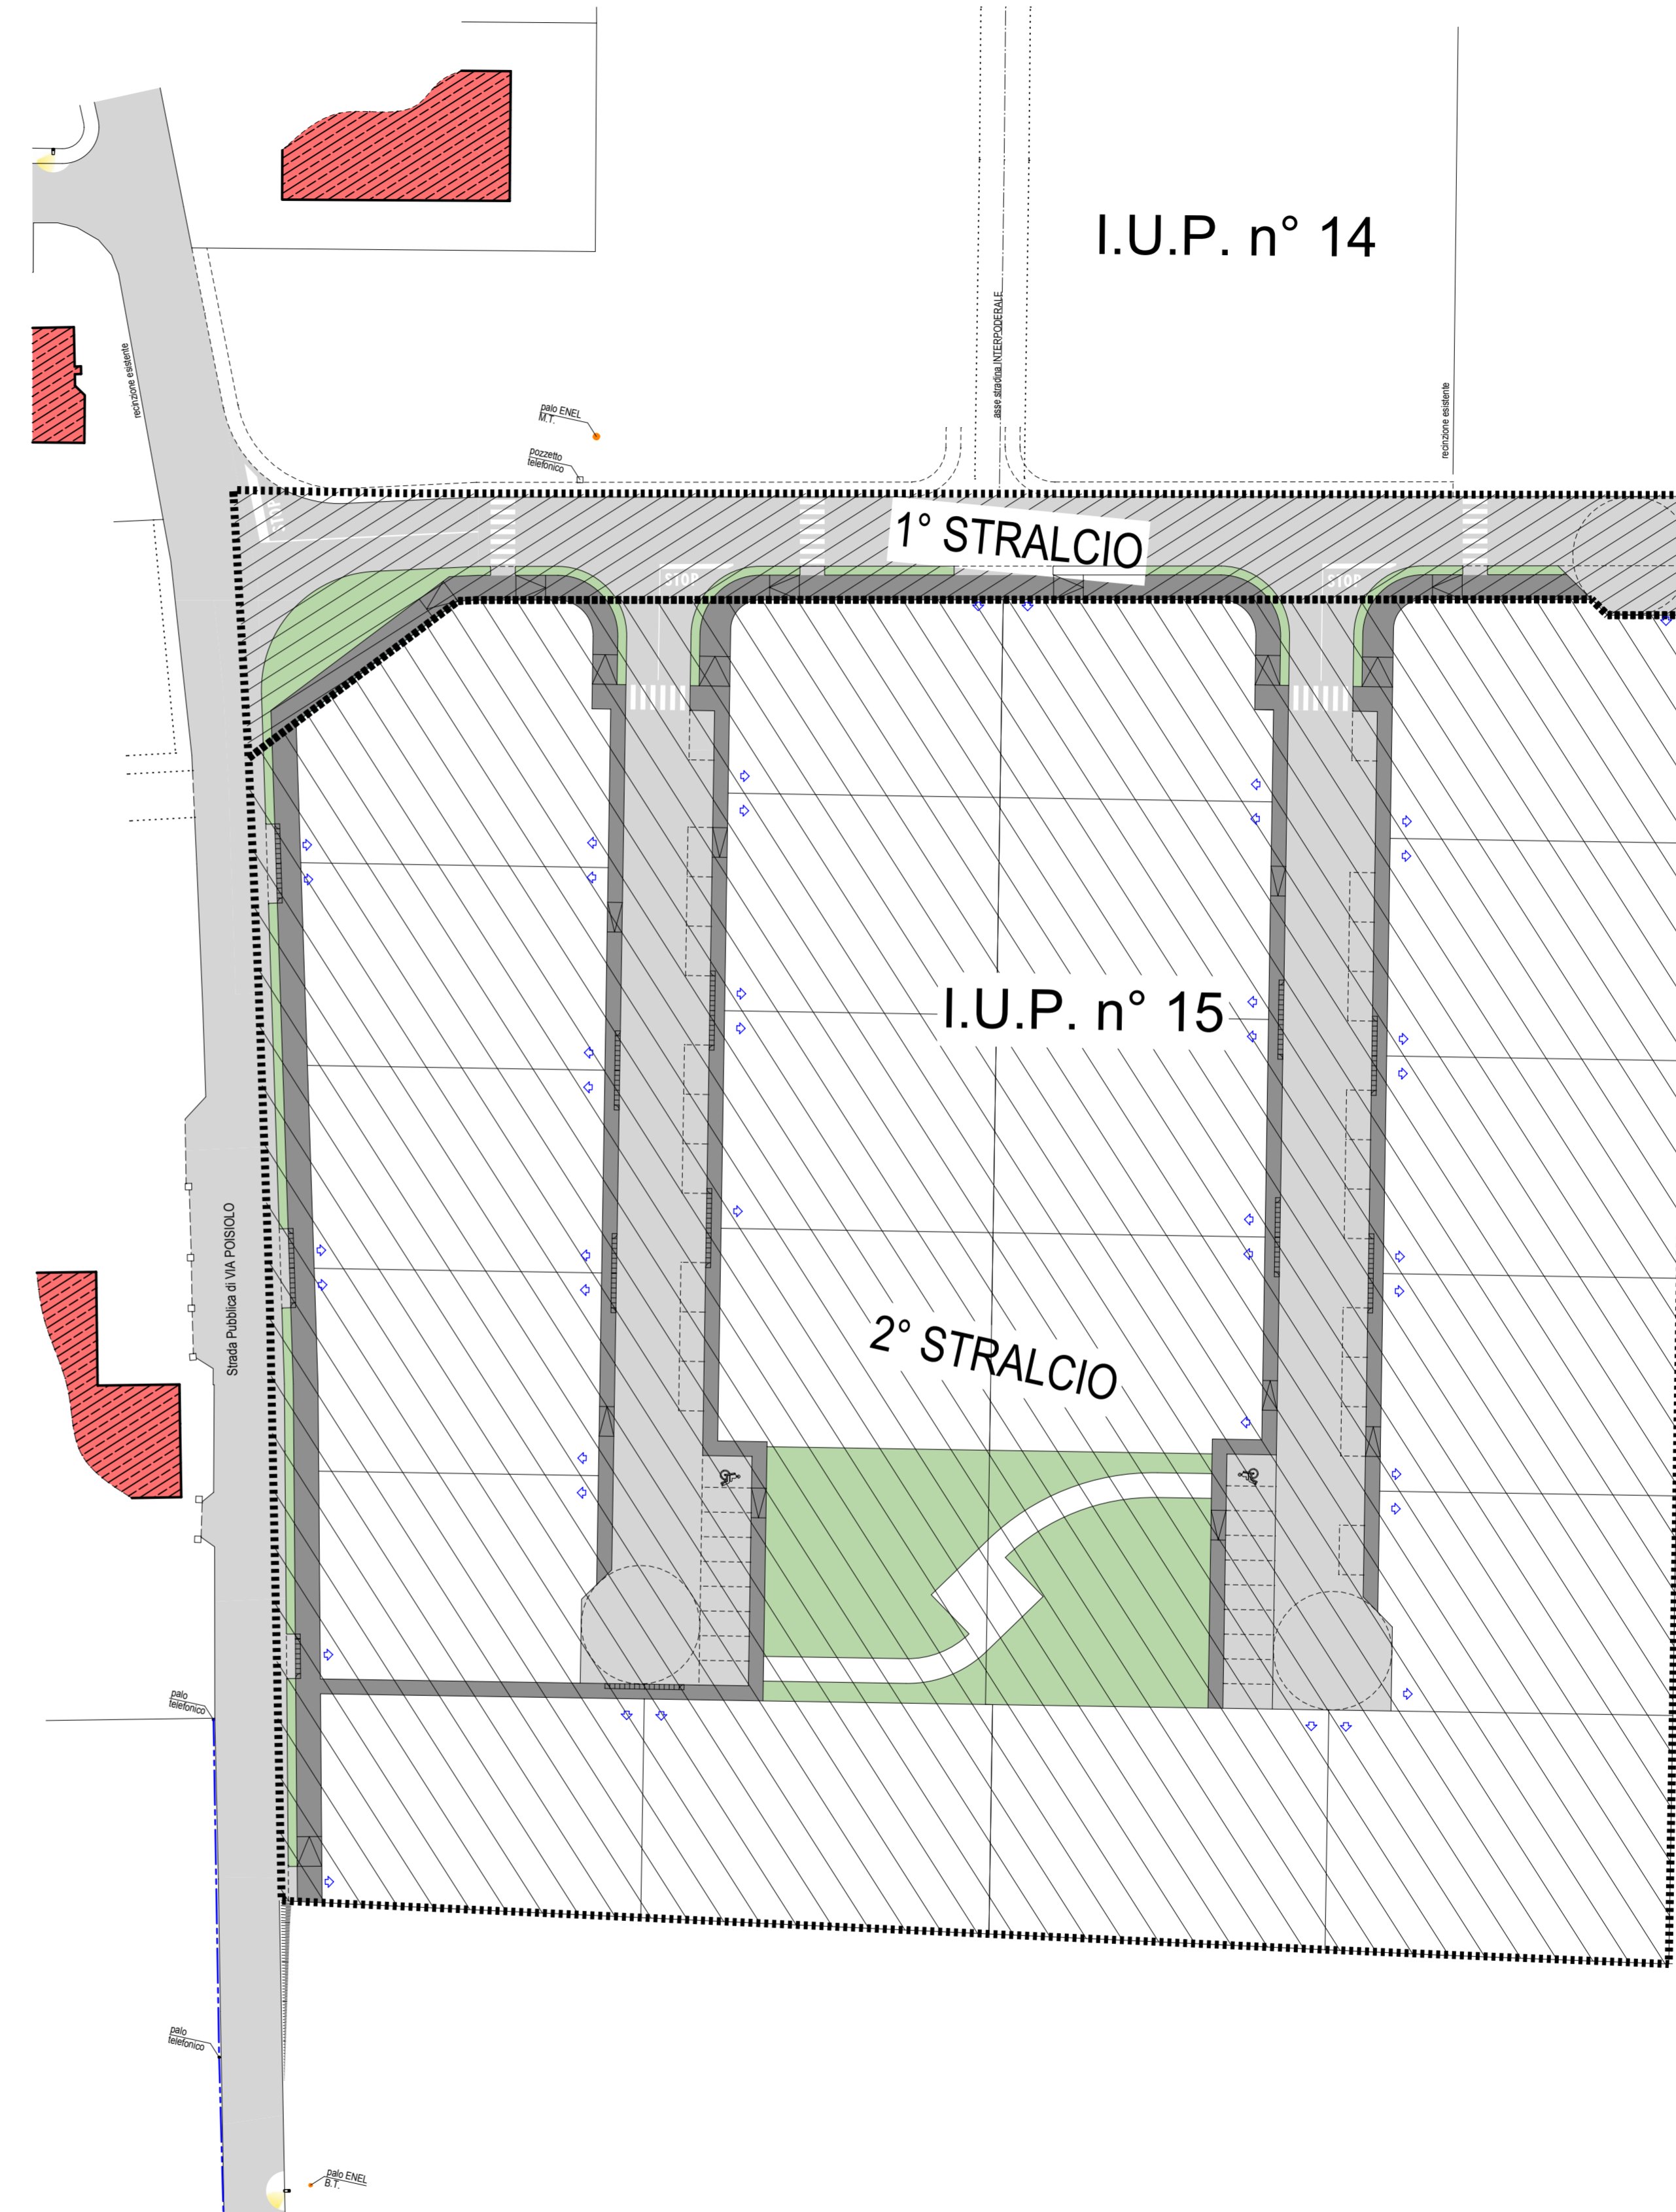 I.U.P. n° 14
asse stradina INTERPODERALE
recinzione esistente
recinzione esistente
palo ENEL
M.T.
pozzetto
telefonico
STOP
1° STRALCIO
STOP
STOP
I.U.P. n° 15
Strada Pubblica di VIA POISIOLO
2° STRALCIO
palo
telefonico
palo
telefonico
palo ENEL
B.T.